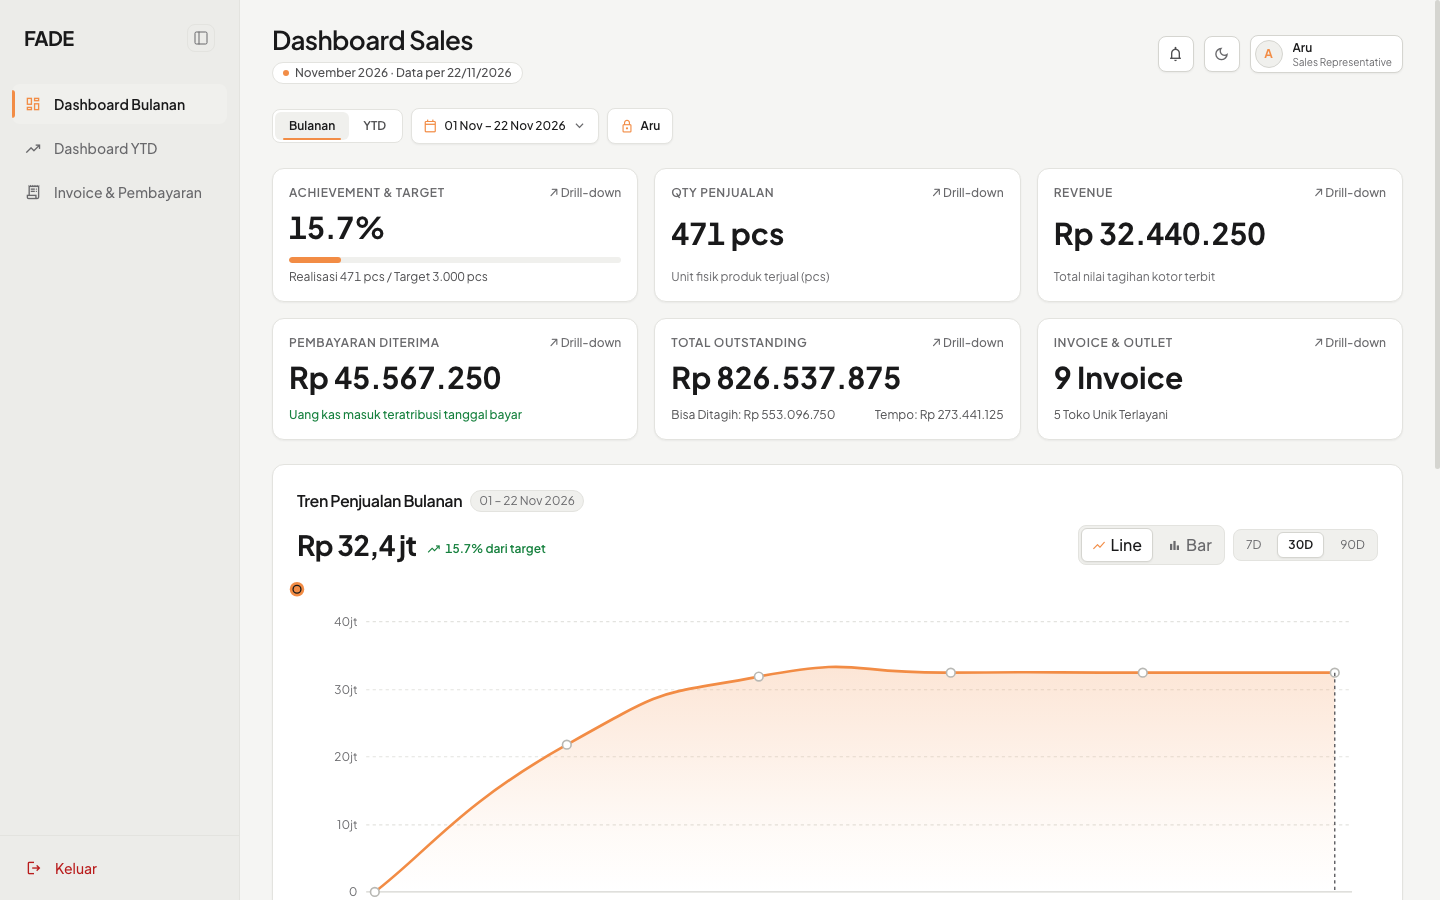 FADE
Dashboard Bulanan
Dashboard YTD
Invoice & Pembayaran
Keluar
Dashboard Sales
November 2026 · Data per 22/11/2026
A
Aru
Sales Representative
Bulanan YTD 01 Nov – 22 Nov 2026 Aru
ACHIEVEMENT & TARGET Drill-down
15.7%
Realisasi 471 pcs / Target 3.000 pcs
QTY PENJUALAN Drill-down
471 pcs
Unit fisik produk terjual (pcs)
REVENUE Drill-down
Rp 32.440.250
Total nilai tagihan kotor terbit
PEMBAYARAN DITERIMA Drill-down
Rp 45.567.250
Uang kas masuk teratribusi tanggal bayar
TOTAL OUTSTANDING Drill-down
Rp 826.537.875
Bisa Ditagih: Rp 553.096.750 Tempo: Rp 273.441.125
INVOICE & OUTLET Drill-down
9 Invoice
5 Toko Unik Terlayani
Tren Penjualan Bulanan 01 – 22 Nov 2026
Rp 32,4 jt 15.7% dari target
Line Bar 7D 30D 90D
40jt
30jt
20jt
10jt
0